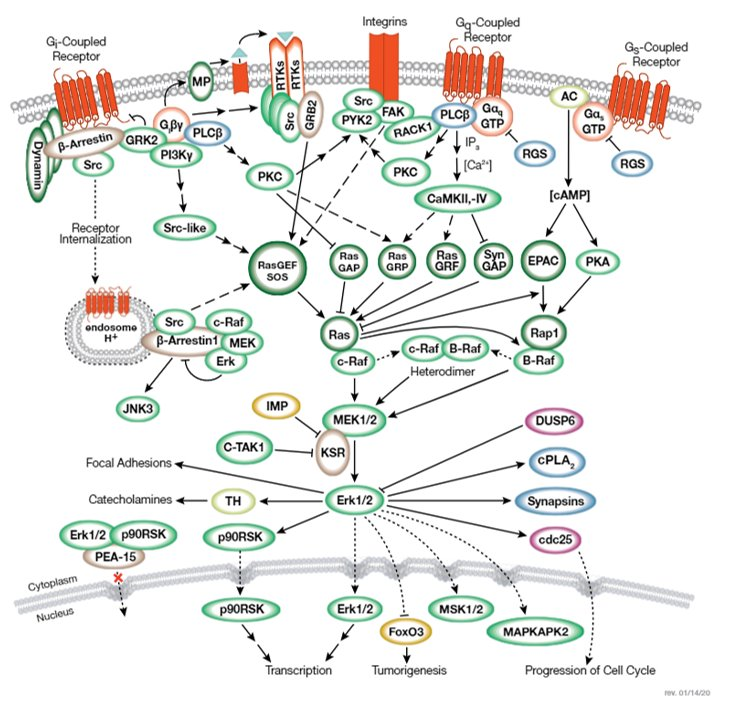 Integrins
Gi-Coupled
Receptor
Gq-Coupled
Receptor
Gs-Coupled
Receptor
MP
RTKs
RTKs
Src
GRB2
Src
PYK2
FAK
RACK1
PLCβ
Gαq
GTP
AC
Gαs
GTP
RGS
RGS
Dynamin
β-Arrestin
Src
GRK2
Gβγ
PLCβ
PI3Kγ
PKC
PKC
IP3
[Ca2+]
CaMKII,-IV
[cAMP]
Receptor
Internalization
Src-like
RasGEF
SOS
Ras
GAP
Ras
GRP
Ras
GRF
Syn
GAP
EPAC
PKA
endosome
H+
Src
c-Raf
β-Arrestin1
MEK
Erk
JNK3
Ras
c-Raf
c-Raf
B-Raf
Heterodimer
Rap1
B-Raf
IMP
MEK1/2
C-TAK1
KSR
DUSP6
Focal Adhesions
cPLA2
Catecholamines
TH
Erk1/2
Synapsins
Erk1/2
p90RSK
PEA-15
p90RSK
cdc25
Cytoplasm
Nucleus
p90RSK
Erk1/2
FoxO3
MSK1/2
MAPKAPK2
Transcription
Tumorigenesis
Progression of Cell Cycle
rev. 01/14/20